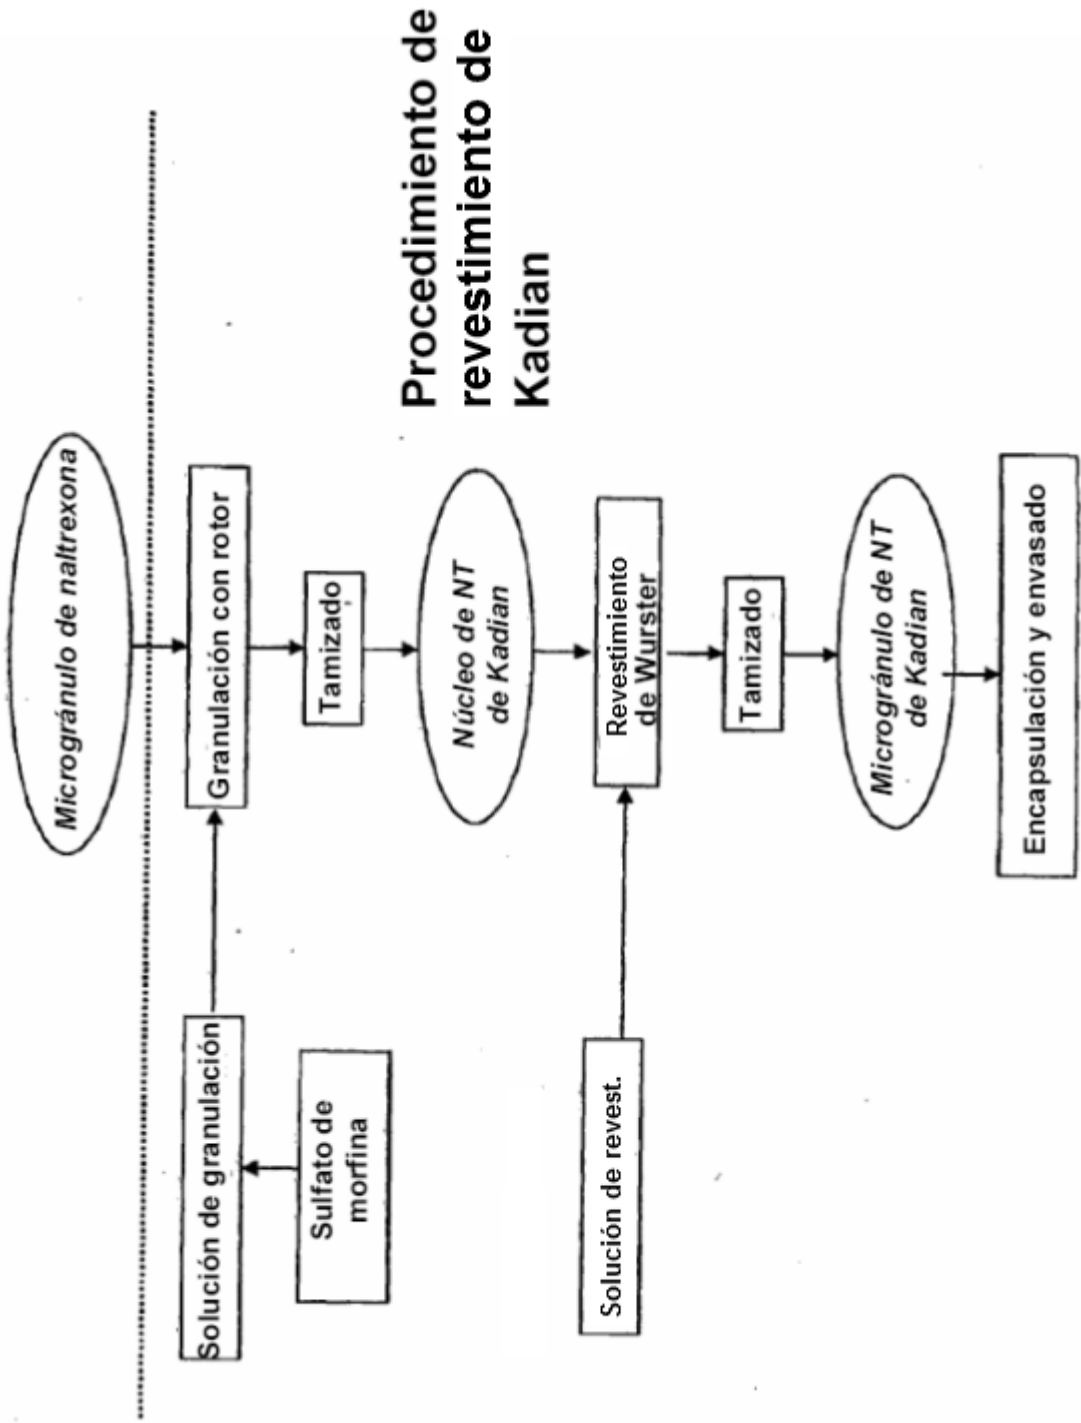 Microgránulo de naltrexona
Solución de granulación
Granulación con rotor
Sulfato de
morfina
Tamizado
Procedimiento de
revestimiento de
Kadian
Núcleo de NT
de Kadian
Solución de revest.
Revestimiento
de Wurster
Tamizado
Microgránulo de NT
de Kadian
Encapsulación y envasado